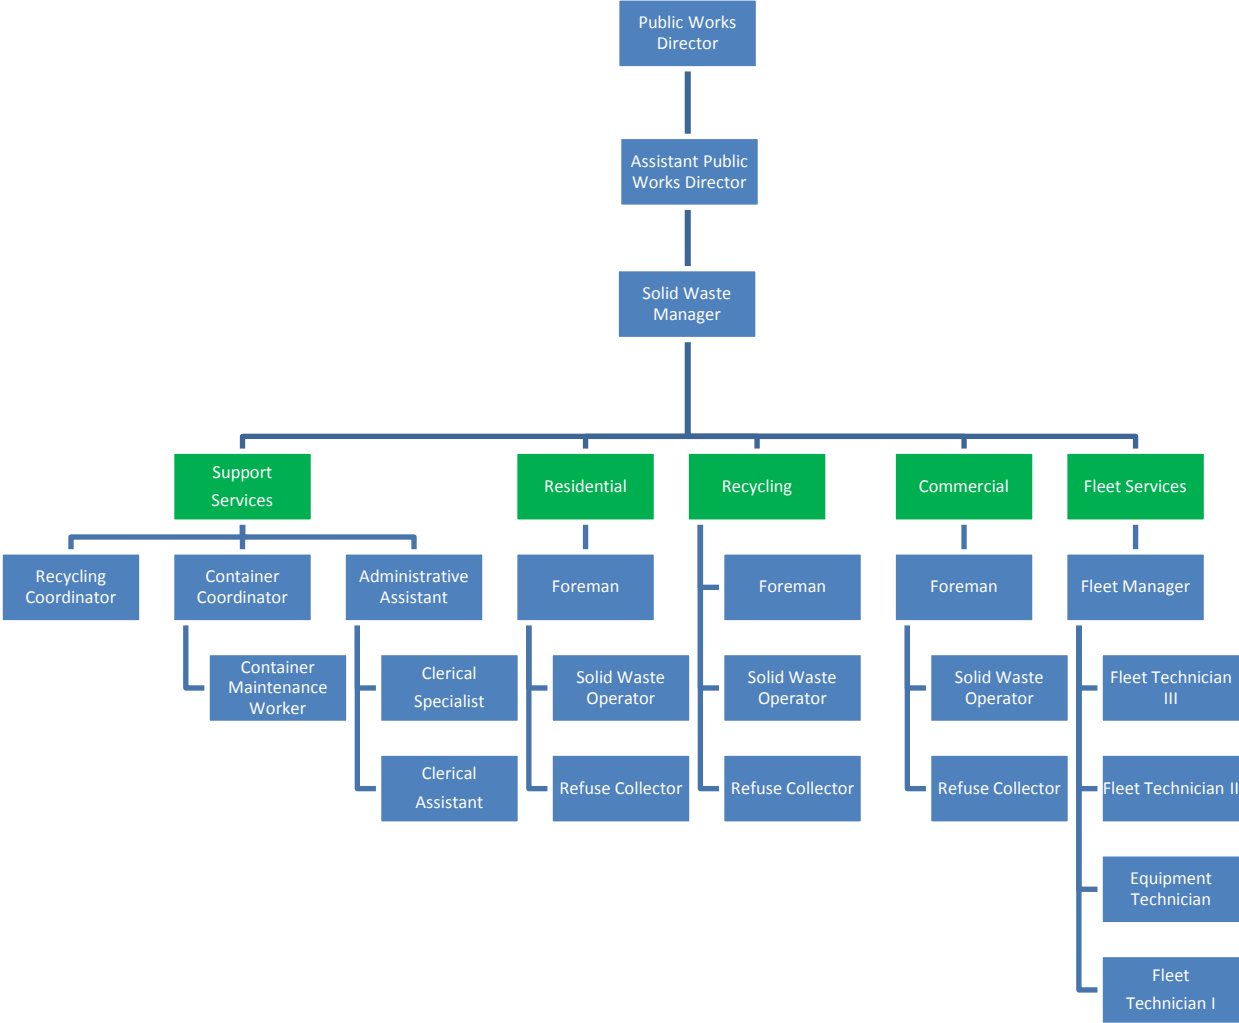 Public Works
Director
Assistant Public
Works Director
Solid Waste
Manager
Support
Services
Residential
Recycling
Commercial
Fleet Services
Recycling
Coordinator
Container
Coordinator
Administrative
Assistant
Foreman
Foreman
Foreman
Fleet Manager
Container
Maintenance
Worker
Clerical
Specialist
Solid Waste
Operator
Solid Waste
Operator
Solid Waste
Operator
Fleet Technician
III
Clerical
Assistant
Refuse Collector
Refuse Collector
Refuse Collector
Fleet Technician II
Equipment
Technician
Fleet
Technician I